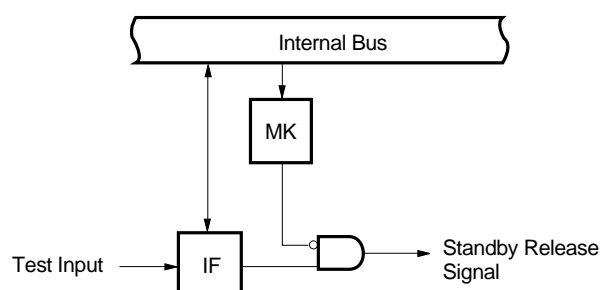 Internal Bus
MK
Test Input
IF
Standby Release
Signal